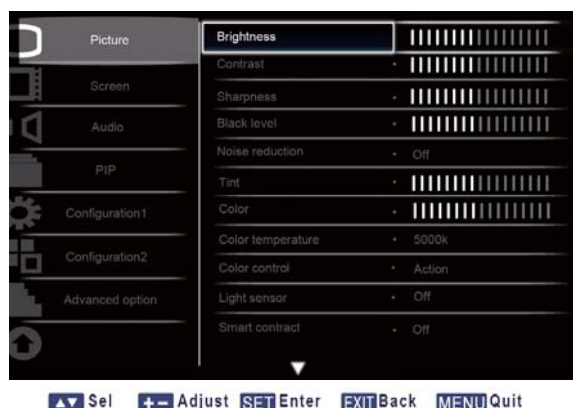 Picture
Screen
Audio
PIP
Configuration1
Configuration2
Advanced option
Brightness
Contrast
Sharpness
Black level
Noise reduction · Off
Tint
Color
Color temperature · 5000k
Color control · Action
Light sensor · Off
Smart contract · Off
Sel + - Adjust SET Enter EXIT Back MENU Quit